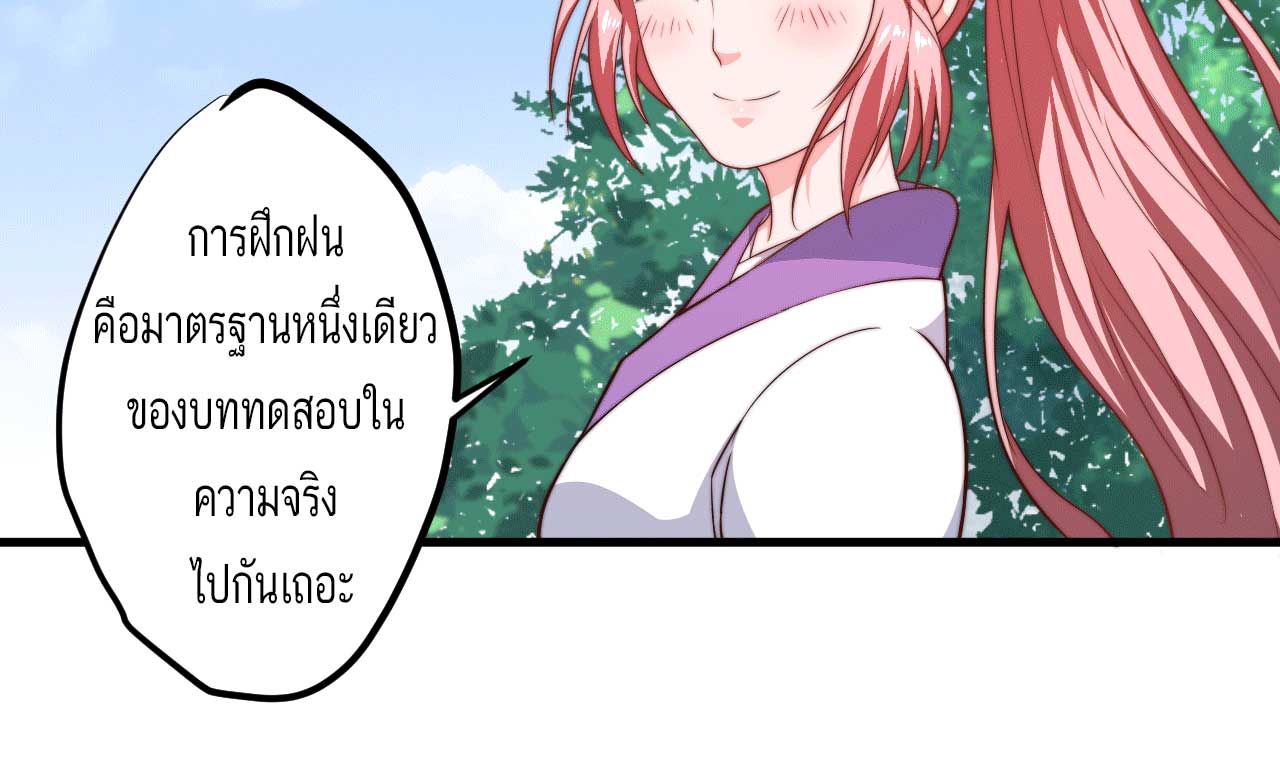 การฝึกฝน
คือมาตรฐานหนึ่งเดียว
ของบททดสอบใน
ความจริง
ไปกันเถอะ